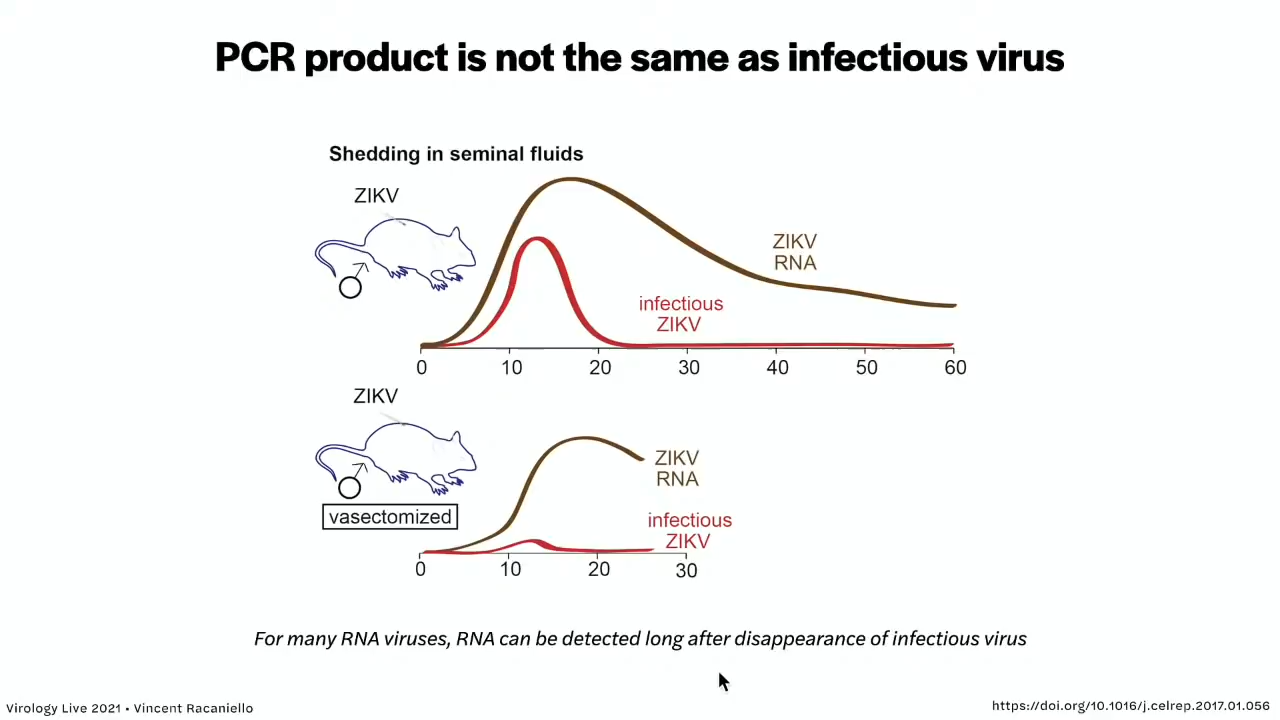 PCR product is not the same as infectious virus
Shedding in seminal fluids
ZIKV
ZIKV
RNA
infectious
ZIKV
0 10 20 30 40 50 60
ZIKV
vasectomized
ZIKV
RNA
infectious
ZIKV
0 10 20 30
For many RNA viruses, RNA can be detected long after disappearance of infectious virus
Virology Live 2021 • Vincent Racaniello
https://doi.org/10.1016/j.celrep.2017.01.056